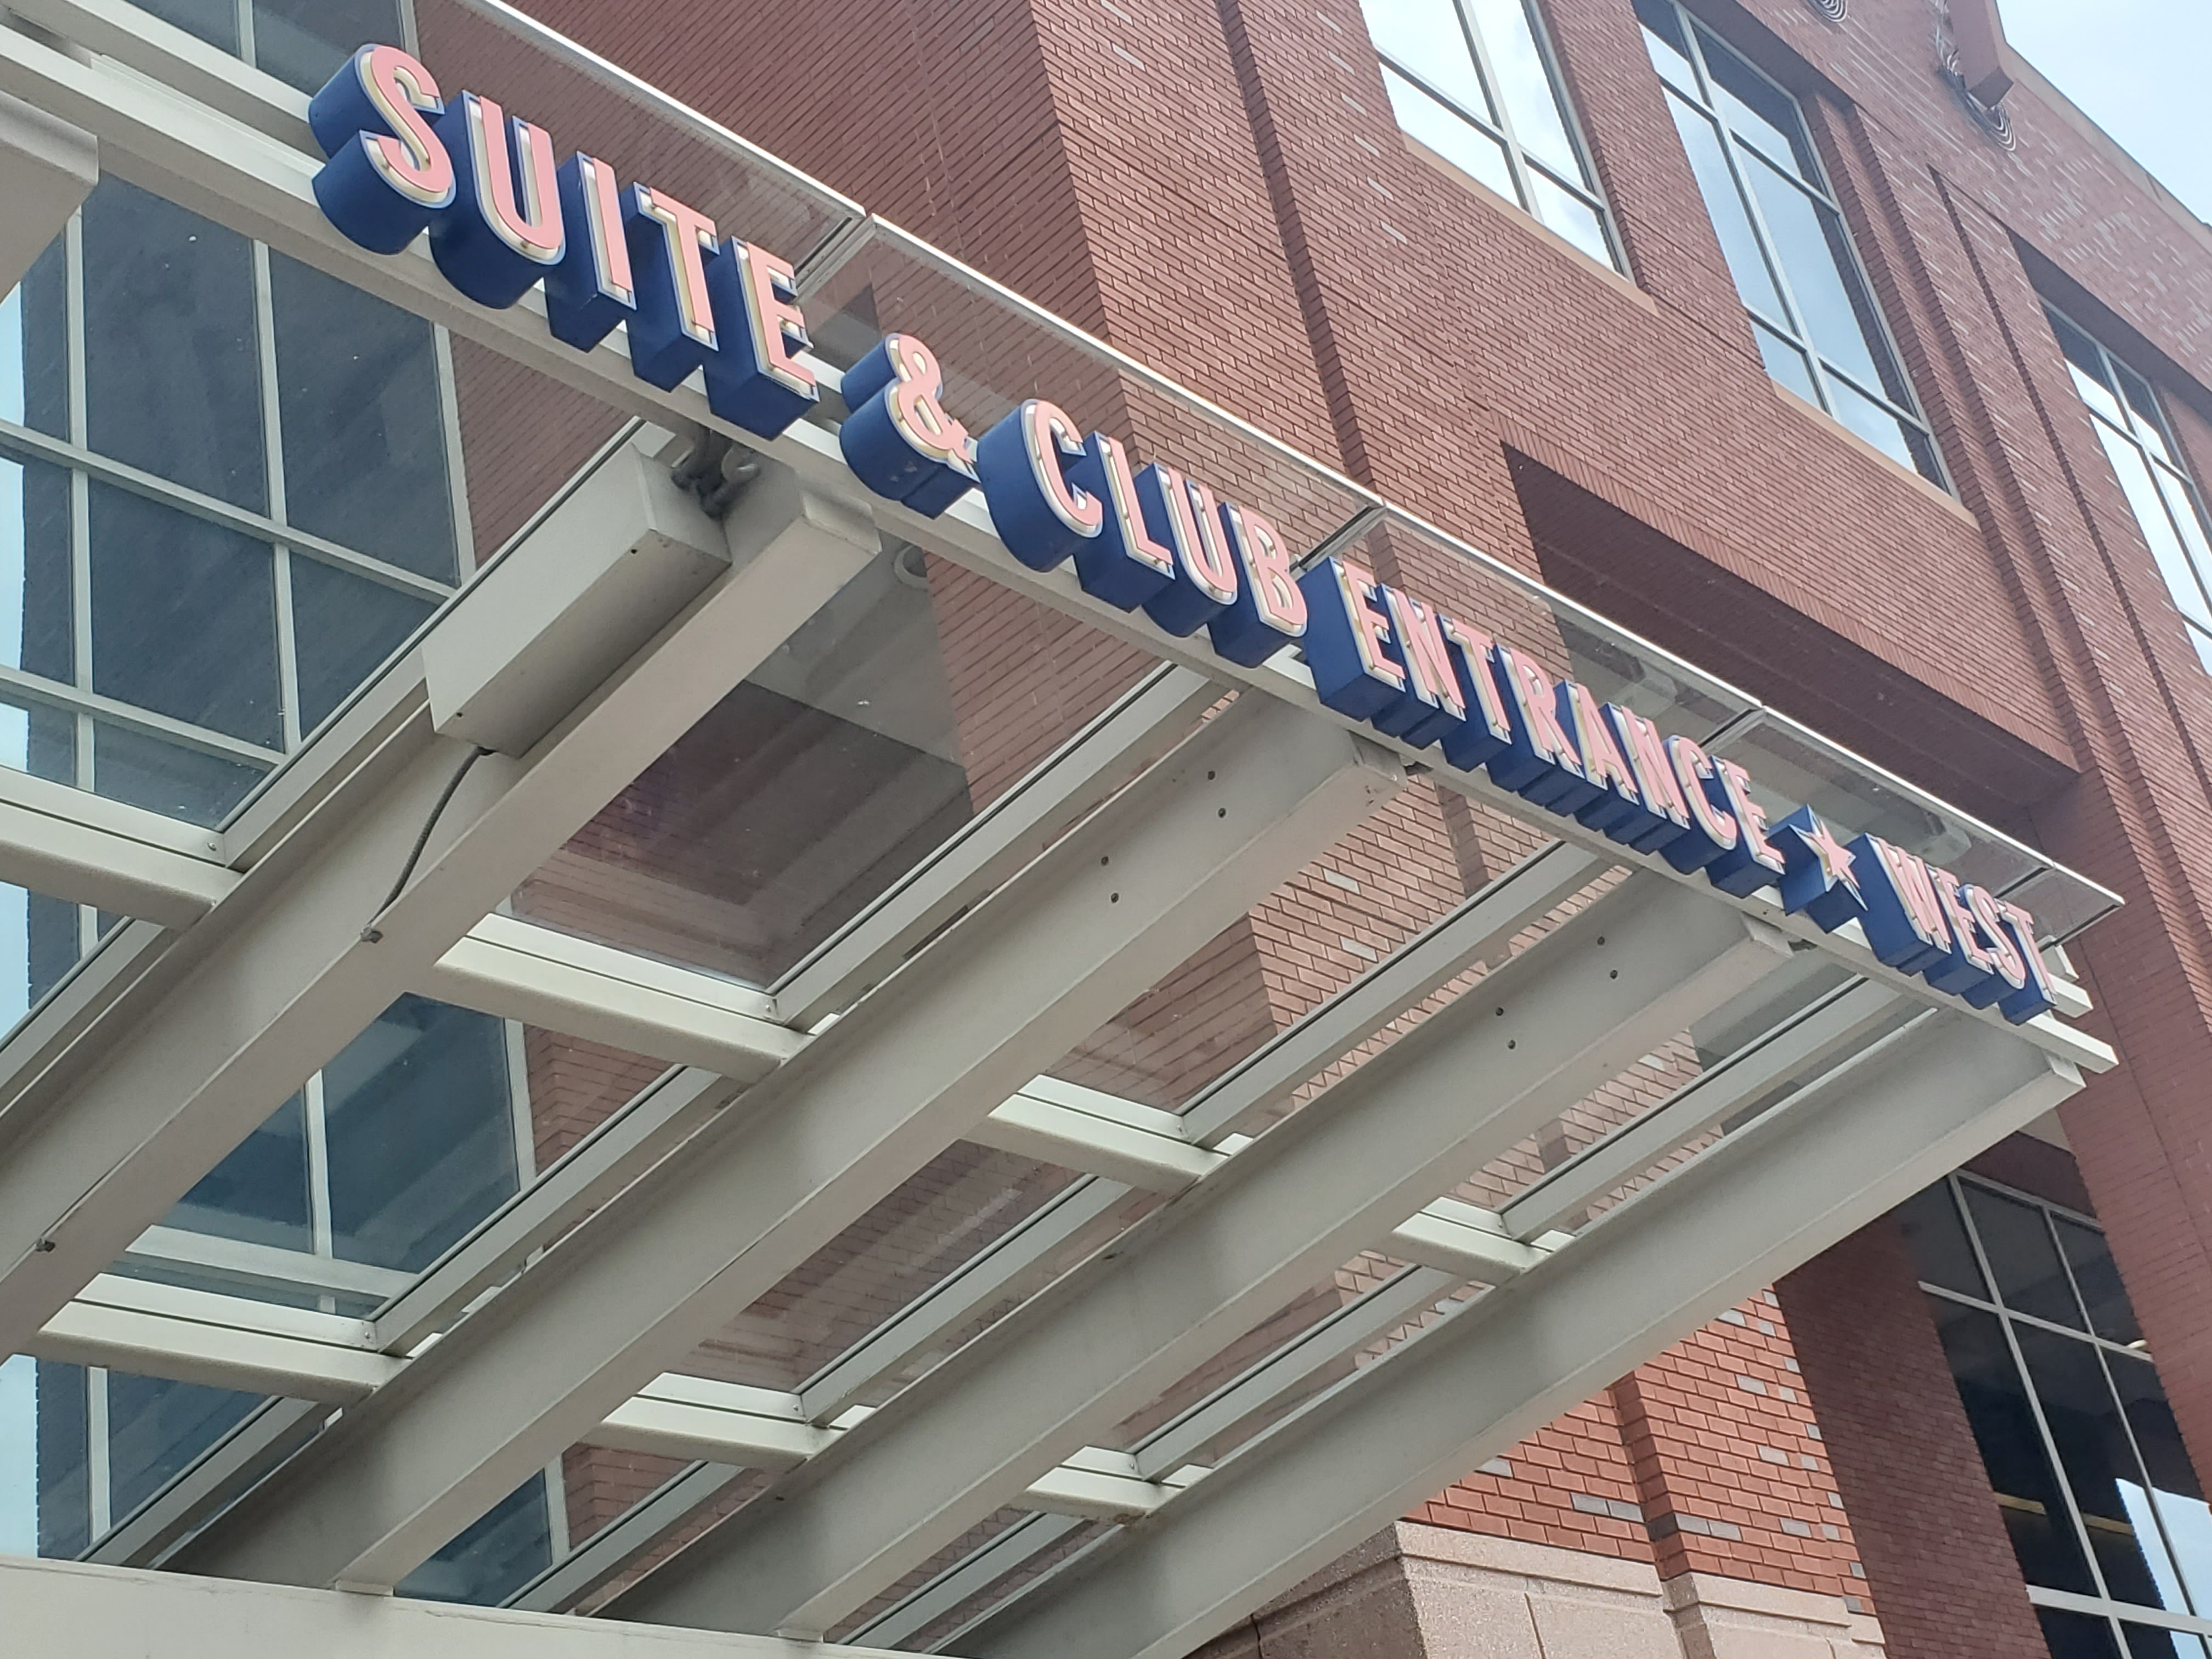 SUITE & CLUB ENTRANCE ★ WEST